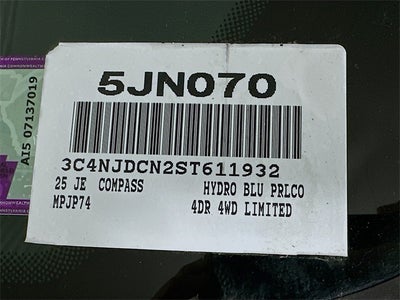 5JN070
3C4NJDCN2ST611932
25 JE COMPASS HYDRO BLU PRLCO
MPJP74 4DR 4WD LIMITED
AI5 07137019